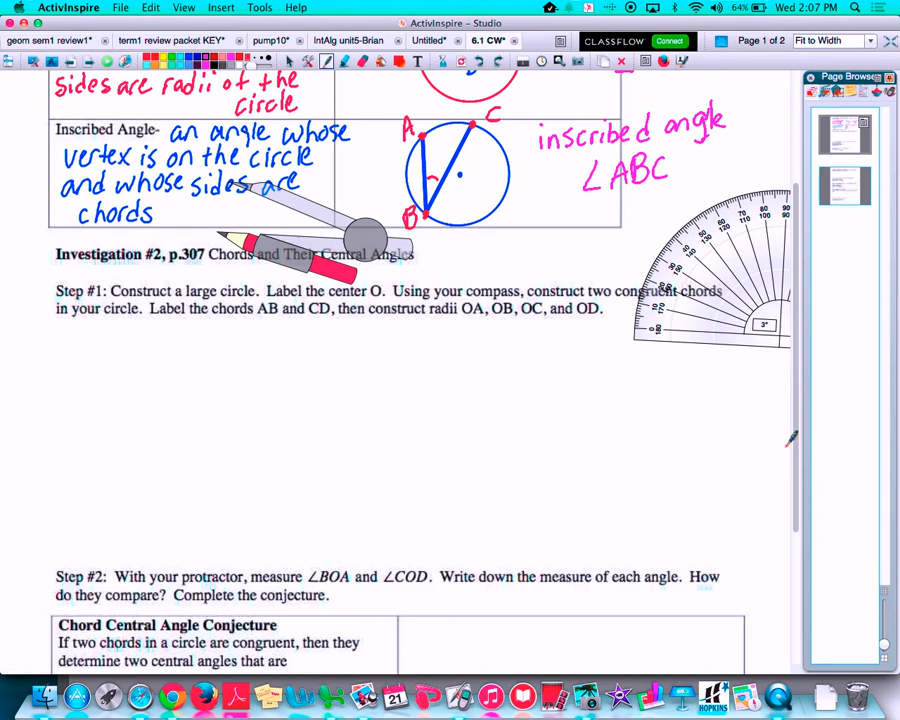 ActivInspire File Edit View Insert Tools Help 64% Wed 2:07 PM
ActivInspire - Studio
geom sem1 review1* term1 review packet KEY* pump10* IntAlg unit5-Brian Untitled* 6.1 CW* CLASSFLOW Connect Page 1 of 2 Fit to Width
Page Browser
sides are radii of the
circle
Inscribed Angle- an angle whose
vertex is on the circle
and whose sides are
chords
A
C
B
inscribed angle
∠ABC
Investigation #2, p.307 Chords and Their Central Angles
Step #1: Construct a large circle. Label the center O. Using your compass, construct two congruent chords
in your circle. Label the chords AB and CD, then construct radii OA, OB, OC, and OD.
3°
Step #2: With your protractor, measure ∠BOA and ∠COD. Write down the measure of each angle. How
do they compare? Complete the conjecture.
Chord Central Angle Conjecture
If two chords in a circle are congruent, then they
determine two central angles that are
21
HOPKINS